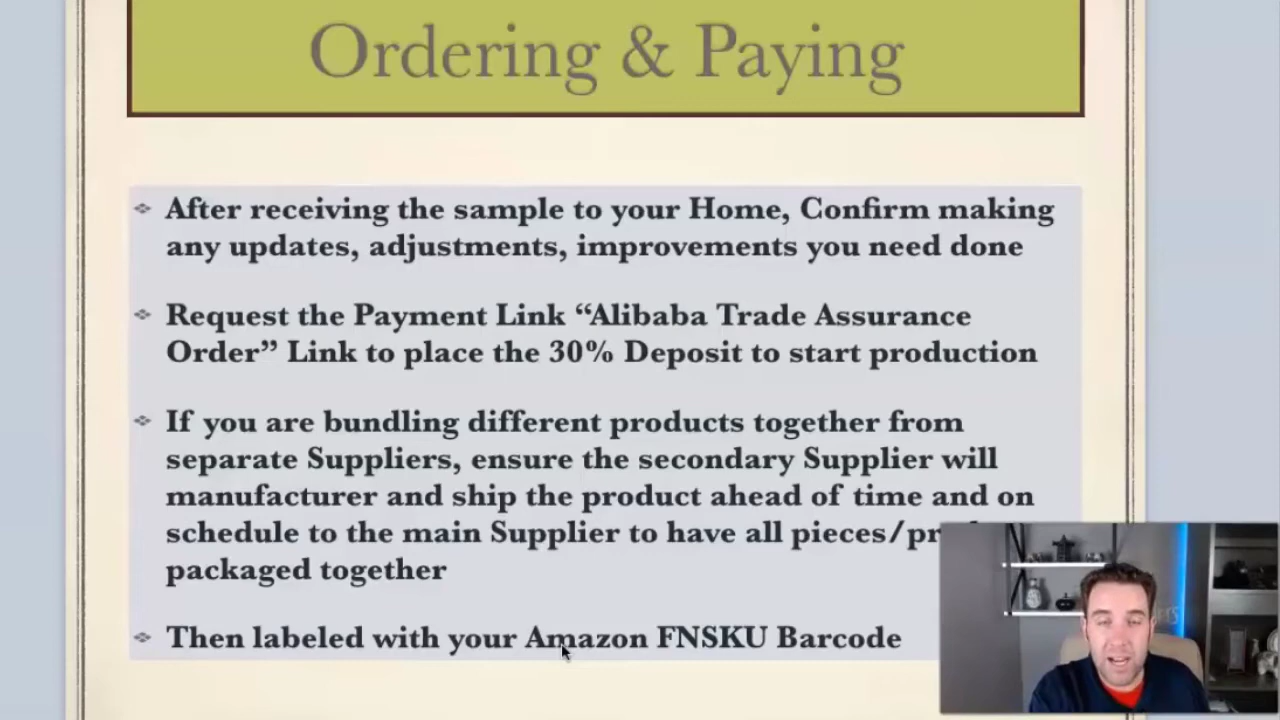 Ordering & Paying
After receiving the sample to your Home, Confirm making
any updates, adjustments, improvements you need done
Request the Payment Link “Alibaba Trade Assurance
Order” Link to place the 30% Deposit to start production
If you are bundling different products together from
separate Suppliers, ensure the secondary Supplier will
manufacturer and ship the product ahead of time and on
schedule to the main Supplier to have all pieces/
packaged together
Then labeled with your Amazon FNSKU Barcode